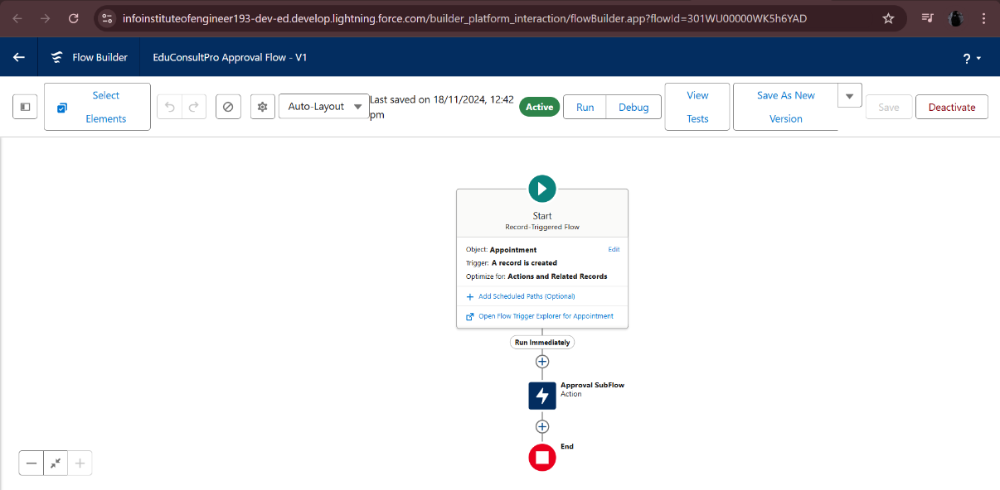 infoinstituteofengineer193-dev-ed.develop.lightning.force.com/builder_platform_interaction/flowBuilder.app?flowId=301WU00000WK5h6YAD
Flow Builder
EduConsultPro Approval Flow - V1
?
Select
Elements
Auto-Layout
Last saved on 18/11/2024, 12:42
pm
Active
Run
Debug
View
Tests
Save As New
Version
Save
Deactivate
Start
Record-Triggered Flow
Object: Appointment
Edit
Trigger: A record is created
Optimize for: Actions and Related Records
Add Scheduled Paths (Optional)
Open Flow Trigger Explorer for Appointment
Run Immediately
Approval SubFlow
Action
End